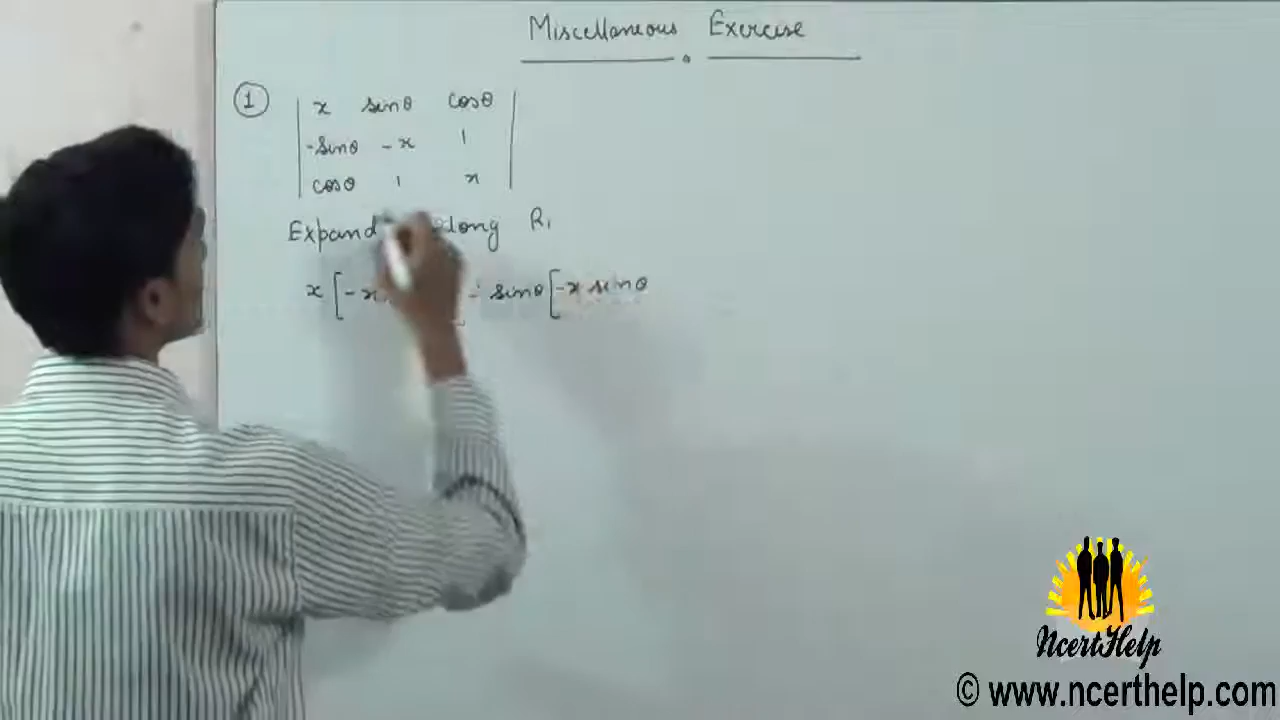 Miscellaneous Exercise
1
x sinθ cosθ
-sinθ -x 1
cosθ 1 x
Expand along R₁
x [-x - sinθ [-x sinθ
NcertHelp
© www.ncerthelp.com